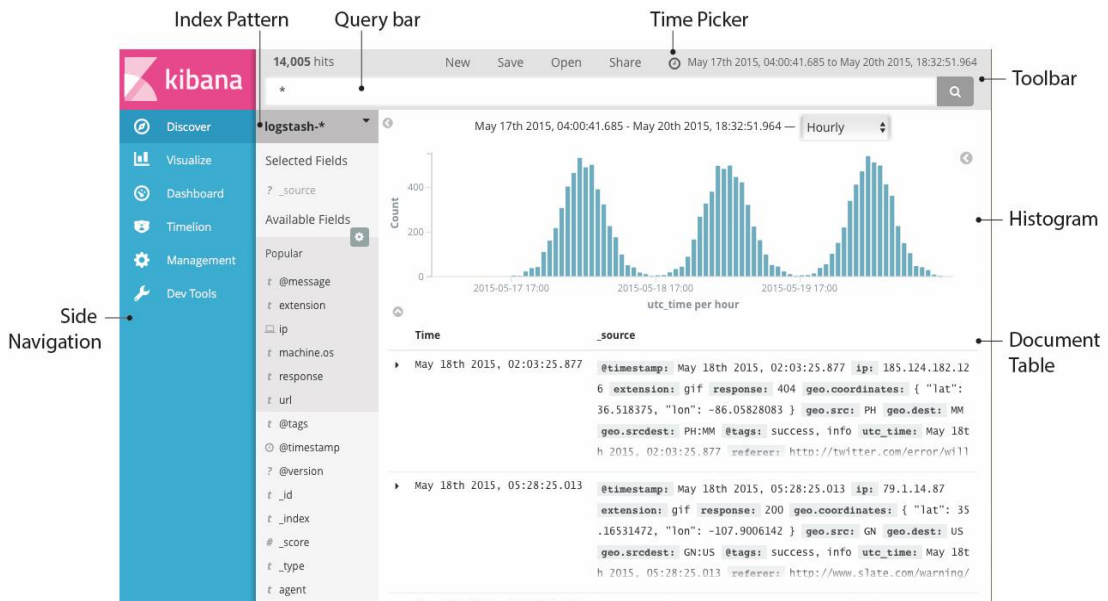 Index Pattern
Query bar
Time Picker
kibana
14,005 hits
New Save Open Share May 17th 2015, 04:00:41.685 to May 20th 2015, 18:32:51.964
Toolbar
*
Discover
Visualize
Dashboard
Timelion
Management
Dev Tools
Side
Navigation
logstash-*
Selected Fields
? _source
Available Fields
Popular
t @message
t extension
ip
t machine.os
t response
t url
t @tags
@timestamp
? @version
t _id
t _index
# _score
t _type
t agent
May 17th 2015, 04:00:41.685 - May 20th 2015, 18:32:51.964 — Hourly
Count
400
200
0
2015-05-17 17:00 2015-05-18 17:00 2015-05-19 17:00
utc_time per hour
Histogram
Time _source
Document
Table
May 18th 2015, 02:03:25.877
@timestamp: May 18th 2015, 02:03:25.877 ip: 185.124.182.12
6 extension: gif response: 404 geo.coordinates: { "lat":
36.518375, "lon": -86.05828083 } geo.src: PH geo.dest: MM
geo.srcdest: PH:MM @tags: success, info utc_time: May 18t
h 2015, 02:03:25.877 referer: http://twitter.com/error/will
May 18th 2015, 05:28:25.013
@timestamp: May 18th 2015, 05:28:25.013 ip: 79.1.14.87
extension: gif response: 200 geo.coordinates: { "lat": 35
.16531472, "lon": -107.9006142 } geo.src: GN geo.dest: US
geo.srcdest: GN:US @tags: success, info utc_time: May 18t
h 2015, 05:28:25.013 referer: http://www.slate.com/warning/